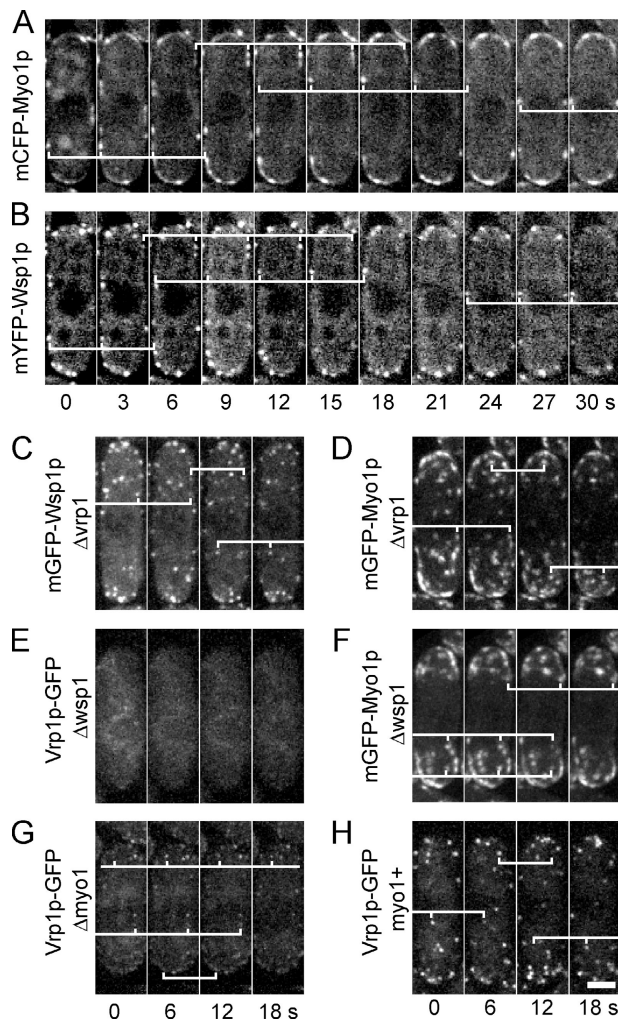 A
mCFP-Myo1p
B
mYFP-Wsp1p
0 3 6 9 12 15 18 21 24 27 30 s
C
mGFP-Wsp1p
Δvrp1
D
mGFP-Myo1p
Δvrp1
E
Vrp1p-GFP
Δwsp1
F
mGFP-Myo1p
Δwsp1
G
Vrp1p-GFP
Δmyo1
H
Vrp1p-GFP
myo1+
0 6 12 18 s
0 6 12 18 s